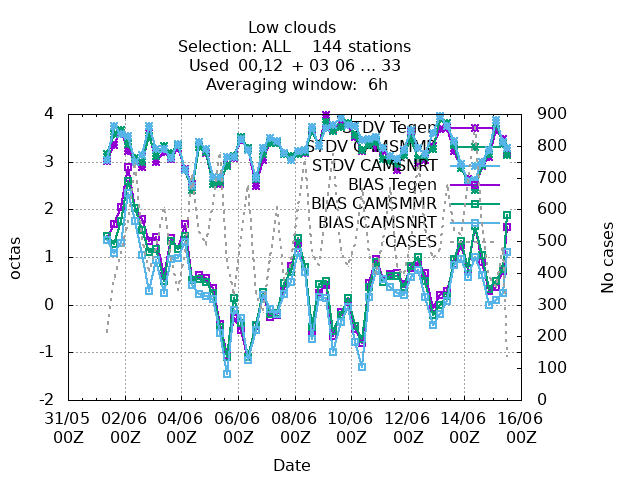 Low clouds
Selection: ALL    144 stations
Used  00,12  + 03 06 ... 33
Averaging window:  6h
4
3
2
1
0
-1
-2
octas
900
800
700
600
500
400
300
200
100
0
No cases
STDV Tegen
STDV CAMSMMR
STDV CAMSNRT
BIAS Tegen
BIAS CAMSMMR
BIAS CAMSNRT
CASES
31/05 02/06 04/06 06/06 08/06 10/06 12/06 14/06 16/06
00Z 00Z 00Z 00Z 00Z 00Z 00Z 00Z 00Z
Date